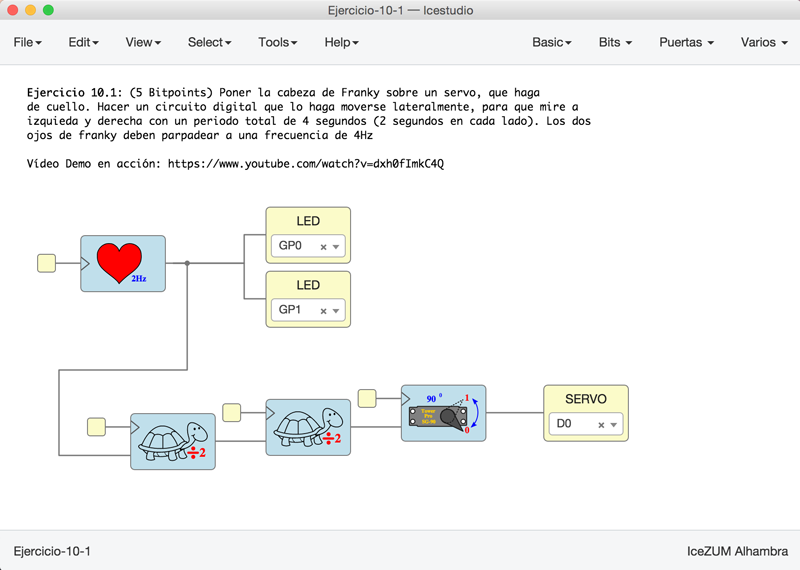 Ejercicio-10-1 — Icestudio
File Edit View Select Tools Help Basic Bits Puertas Varios
Ejercicio 10.1: (5 Bitpoints) Poner la cabeza de Franky sobre un servo, que haga
de cuello. Hacer un circuito digital que lo haga moverse lateralmente, para que mire a
izquieda y derecha con un periodo total de 4 segundos (2 segundos en cada lado). Los dos
ojos de franky deben parpadear a una frecuencia de 4Hz
Vídeo Demo en acción: https://www.youtube.com/watch?v=dxh0fImkC4Q
LED
GP0
2Hz
LED
GP1
÷2
÷2
90 º 1
Tower
Pro
SG-90
0
SERVO
D0
Ejercicio-10-1 IceZUM Alhambra